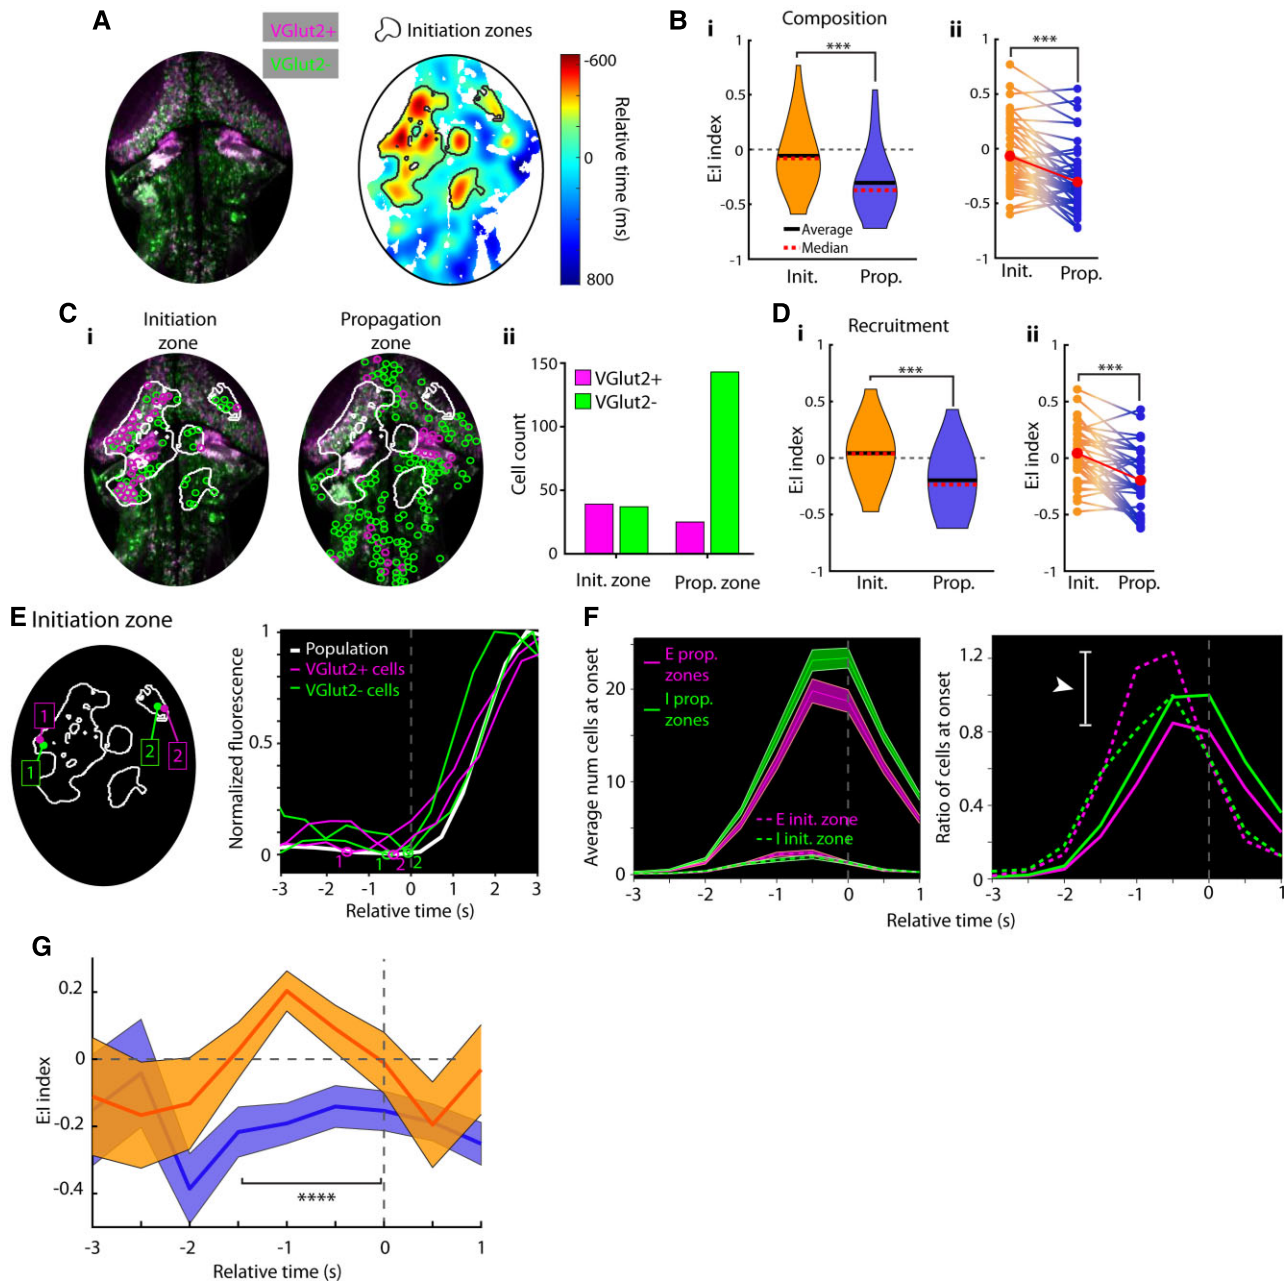 A
VGlut2+
VGlut2-
Initiation zones
-600
0
800
Relative time (ms)
B
Composition
i
***
1
0.5
0
-0.5
-1
E:I index
Average
Median
Init.
Prop.
ii
***
1
0.5
0
-0.5
-1
Init.
Prop.
C
i
Initiation
zone
Propagation
zone
ii
150
100
50
0
Cell count
VGlut2+
VGlut2-
Init. zone
Prop. zone
D
Recruitment
i
***
1
0.5
0
-0.5
-1
E:I index
Init.
Prop.
ii
***
1
0.5
0
-0.5
-1
E:I index
Init.
Prop.
E
Initiation zone
1
1
2
2
1
0.5
0
Normalized fluorescence
Population
VGlut2+ cells
VGlut2- cells
1
1
2
2
-3
-2
-1
0
1
2
3
Relative time (s)
F
20
10
0
Average num cells at onset
E prop.
zones
I prop.
zones
E init. zone
I init. zone
-3
-2
-1
0
1
1.2
0.8
0.4
0
Ratio of cells at onset
-3
-2
-1
0
1
Relative time (s)
G
0.2
0
-0.2
-0.4
E:I index
****
-3
-2
-1
0
1
Relative time (s)